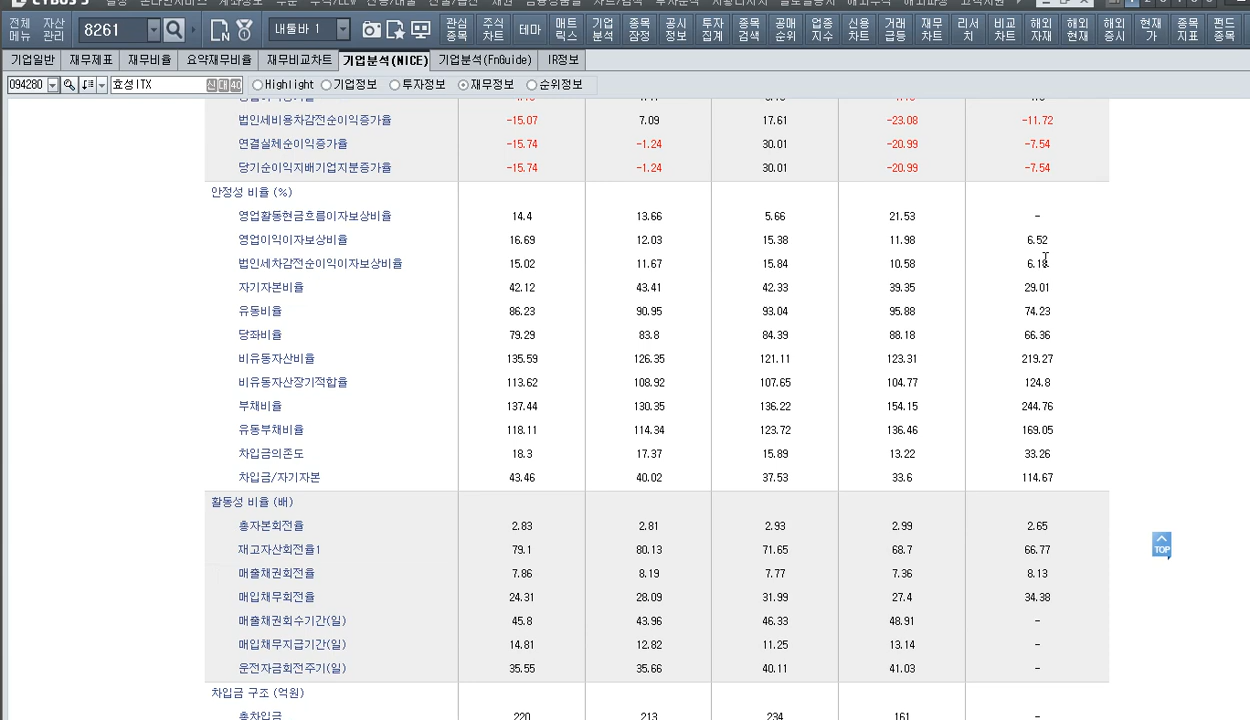 전체 메뉴 자산 관리 8261 내툴바 1 관심 종목 주식 차트 테마 매트 릭스 기업 분석 종목 잠정 공시 정보 투자 집계 종목 검색 공매 순위 업종 지수 신용 차트 거래 급등 재무 차트 리서 치 비교 차트 해외 자재 해외 현재 해외 증시 현재 가 종목 지표 펀드 종목
기업일반 재무제표 재무비율 요약재무비율 재무비교차트 기업분석(NICE) 기업분석(FnGuide) IR정보
094280 효성ITX 신 대 40 Highlight 기업정보 투자정보 재무정보 순위정보
법인세비용차감전순이익증가율 -15.07 7.09 17.61 -23.08 -11.72
연결실체순이익증가율 -15.74 -1.24 30.01 -20.99 -7.54
당기순이익지배기업지분증가율 -15.74 -1.24 30.01 -20.99 -7.54
안정성 비율 (%)
영업활동현금흐름이자보상비율 14.4 13.66 5.66 21.53 -
영업이익이자보상비율 16.69 12.03 15.38 11.98 6.52
법인세차감전순이익이자보상비율 15.02 11.67 15.84 10.58 6.18
자기자본비율 42.12 43.41 42.33 39.35 29.01
유동비율 86.23 90.95 93.04 95.88 74.23
당좌비율 79.29 83.8 84.39 88.18 66.36
비유동자산비율 135.59 126.35 121.11 123.31 219.27
비유동자산장기적합율 113.62 108.92 107.65 104.77 124.8
부채비율 137.44 130.35 136.22 154.15 244.76
유동부채비율 118.11 114.34 123.72 136.46 169.05
차입금의존도 18.3 17.37 15.89 13.22 33.26
차입금/자기자본 43.46 40.02 37.53 33.6 114.67
활동성 비율 (배)
총자본회전율 2.83 2.81 2.93 2.99 2.65
재고자산회전율1 79.1 80.13 71.65 68.7 66.77
매출채권회전율 7.86 8.19 7.77 7.36 8.13
매입채무회전율 24.31 28.09 31.99 27.4 34.38
매출채권회수기간(일) 45.8 43.96 46.33 48.91 -
매입채무지급기간(일) 14.81 12.82 11.25 13.14 -
운전자금회전주기(일) 35.55 35.66 40.11 41.03 -
TOP
차입금 구조 (억원)
총차입금 220 213 234 161 -